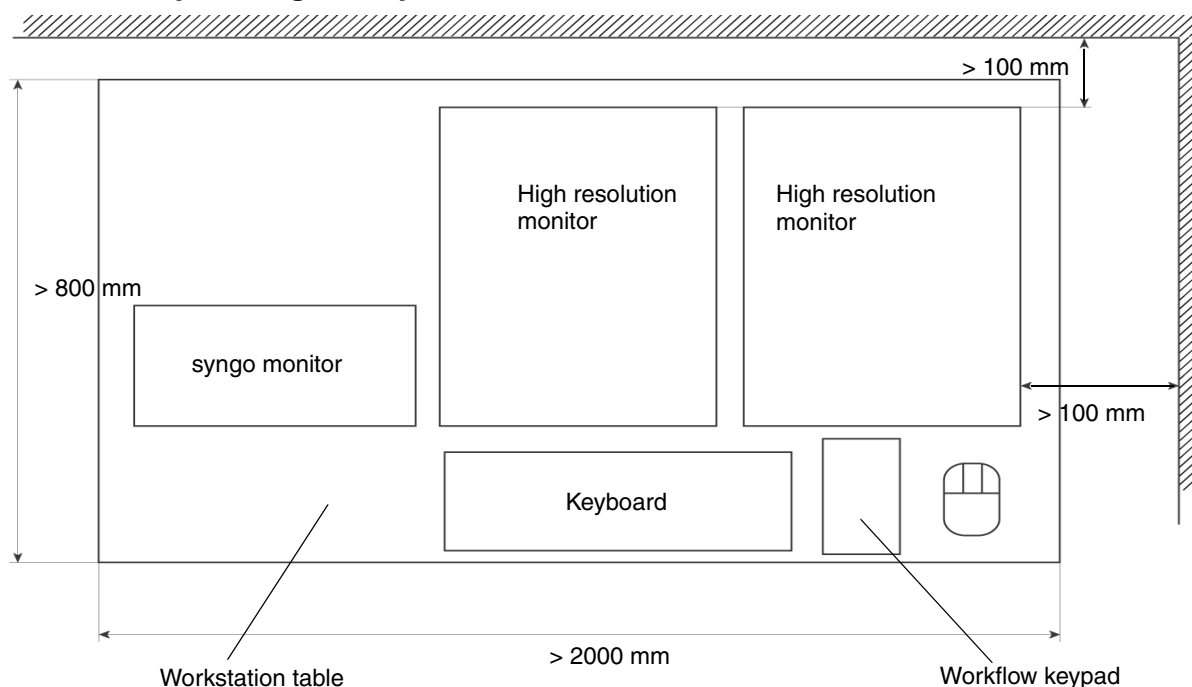 > 100 mm
High resolution
monitor
High resolution
monitor
> 800 mm
syngo monitor
> 100 mm
Keyboard
> 2000 mm
Workstation table
Workflow keypad